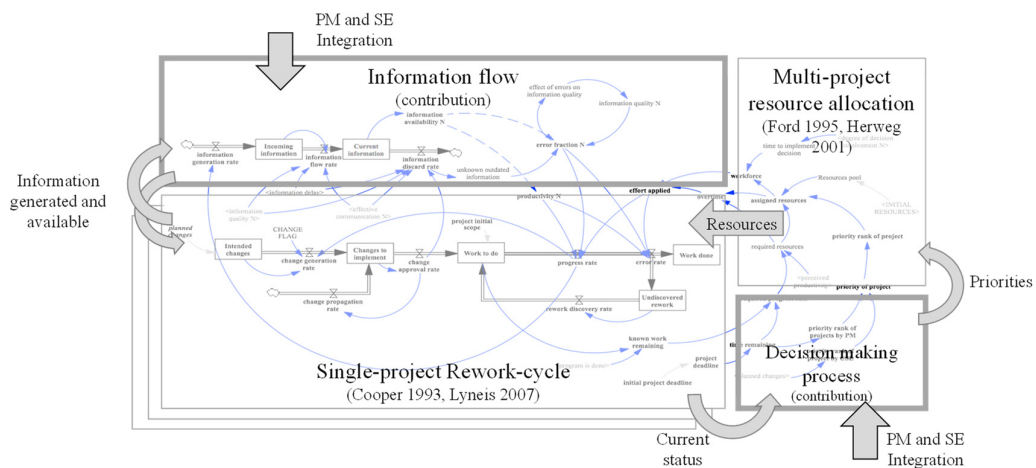 PM and SE
Integration
Information flow
(contribution)
effect of errors on
information quality
information quality N
information
availability N
error fraction N
Incoming
information
Current
information
information
generation rate
information
flow rate
information
discard rate
unknown outdated
information
Multi-project
resource allocation
(Ford 1995, Herweg
2001)
time to implement
decision
workforce
Resources pool
effort applied
overtime
assigned resources
<INITIAL
RESOURCES>
Resources
priority rank of
project
required resources
<perceived
priority of project
Information
generated and
available
<information delay>
<information
quality N>
<effective
communication N>
productivity N
planned
changes
Intended
changes
CHANGE
FLAG
change generation
rate
Changes to
implement
change
approval rate
project initial
scope
Work to do
progress rate
error rate
Work done
change propagation
rate
rework discovery rate
Undiscovered
rework
known work
remaining
project
deadline
initial project deadline
Single-project Rework-cycle
(Cooper 1993, Lyneis 2007)
Priorities
priority rank of
projects by PM
Decision making
process
(contribution)
Current
status
PM and SE
Integration